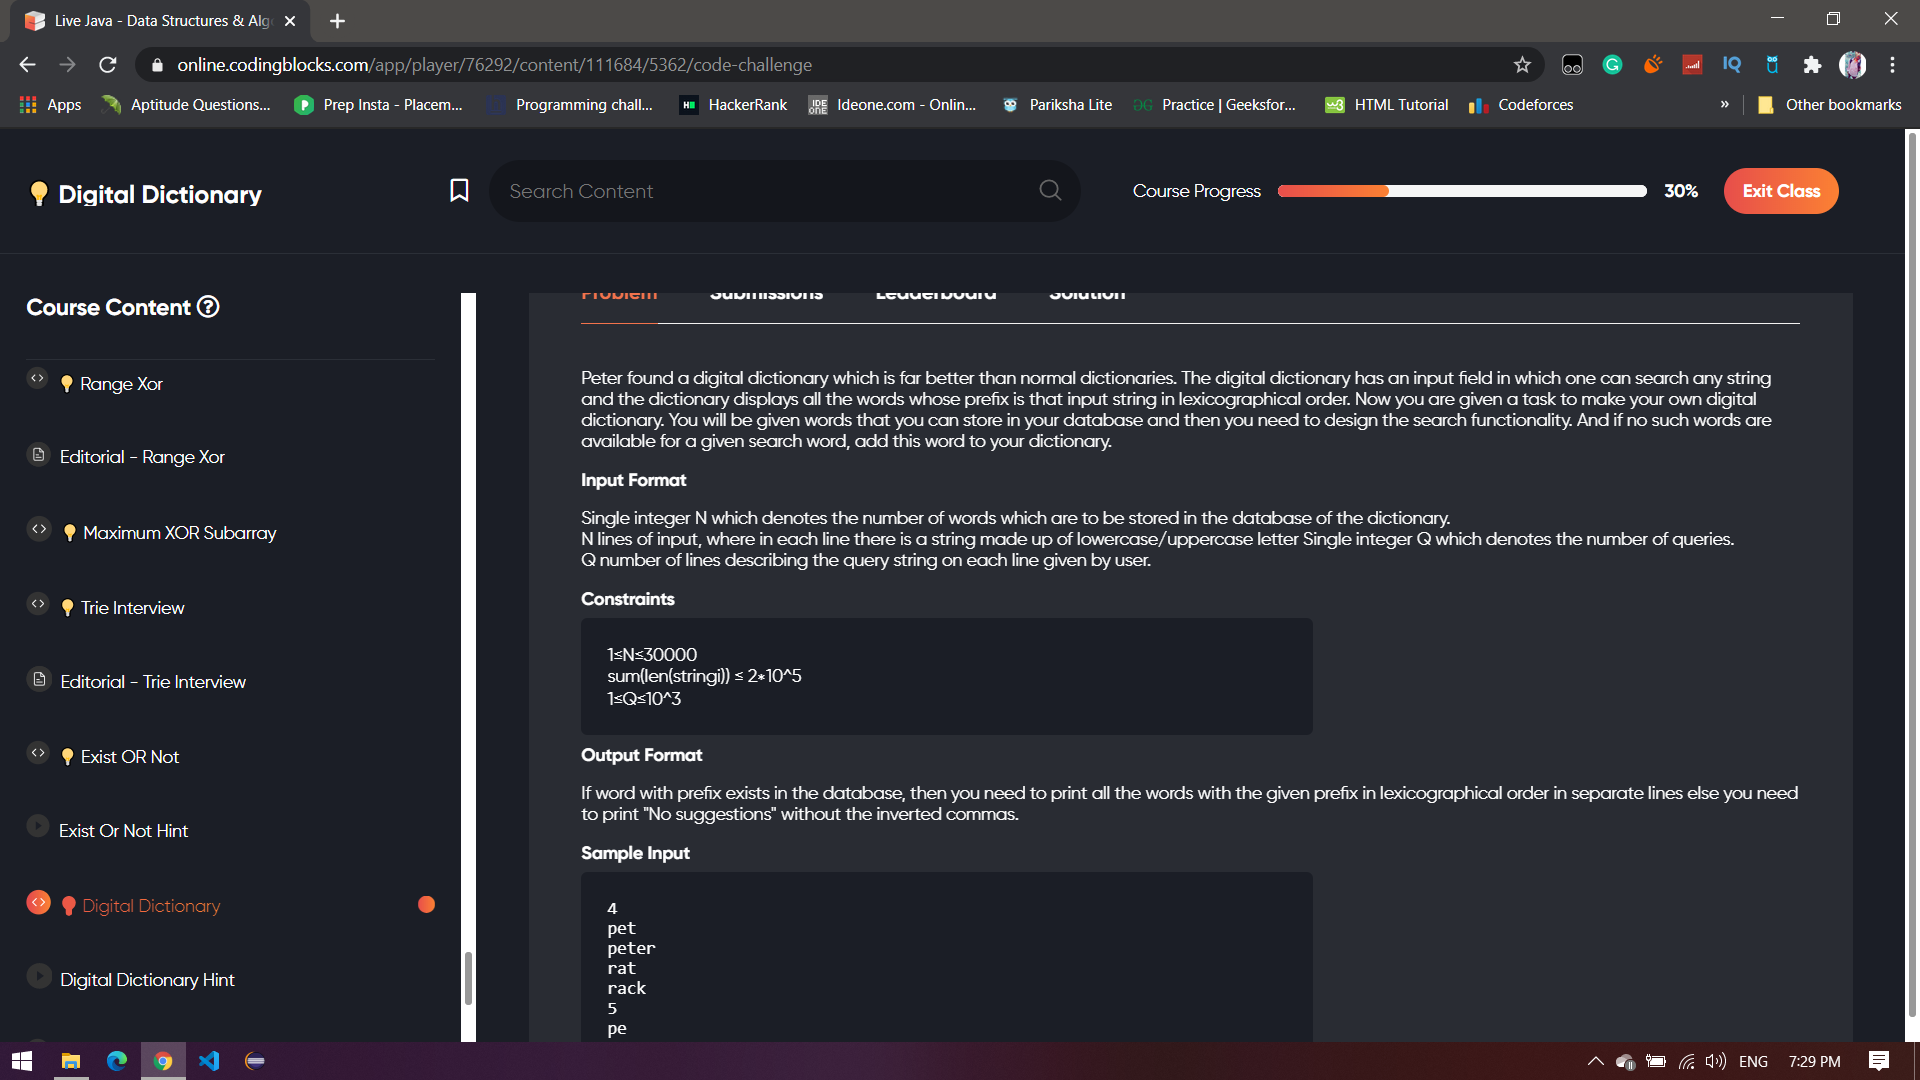 Live Java - Data Structures & Alg
online.codingblocks.com/app/player/76292/content/111684/5362/code-challenge
Apps
Aptitude Questions...
Prep Insta - Placem...
Programming chall...
HackerRank
Ideone.com - Onlin...
Pariksha Lite
Practice | Geeksfor...
HTML Tutorial
Codeforces
»
Other bookmarks
Digital Dictionary
Search Content
Course Progress
30%
Exit Class
Course Content
Range Xor
Editorial - Range Xor
Maximum XOR Subarray
Trie Interview
Editorial - Trie Interview
Exist OR Not
Exist Or Not Hint
Digital Dictionary
Digital Dictionary Hint
Problem
Submissions
Leaderboard
Solution
Peter found a digital dictionary which is far better than normal dictionaries. The digital dictionary has an input field in which one can search any string
and the dictionary displays all the words whose prefix is that input string in lexicographical order. Now you are given a task to make your own digital
dictionary. You will be given words that you can store in your database and then you need to design the search functionality. And if no such words are
available for a given search word, add this word to your dictionary.
Input Format
Single integer N which denotes the number of words which are to be stored in the database of the dictionary.
N lines of input, where in each line there is a string made up of lowercase/uppercase letter Single integer Q which denotes the number of queries.
Q number of lines describing the query string on each line given by user.
Constraints
1≤N≤30000
sum(len(stringi)) ≤ 2*10^5
1≤Q≤10^3
Output Format
If word with prefix exists in the database, then you need to print all the words with the given prefix in lexicographical order in separate lines else you need
to print "No suggestions" without the inverted commas.
Sample Input
4
pet
peter
rat
rack
5
pe
ENG
7:29 PM